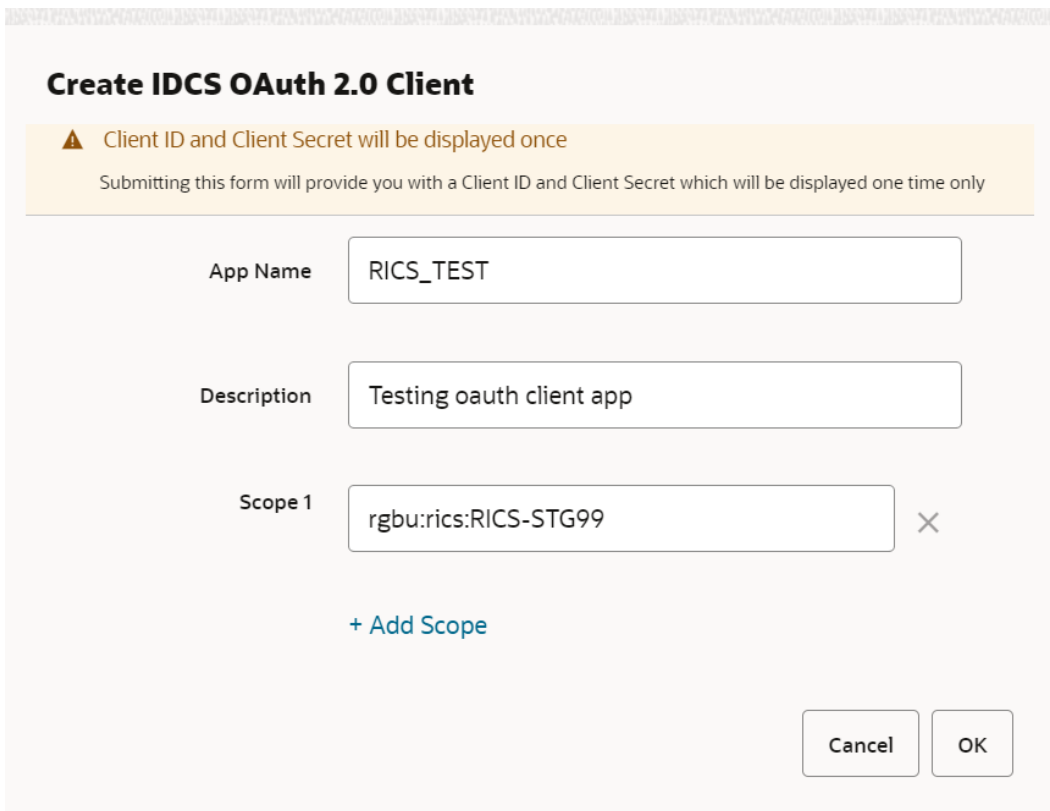 Create IDCS OAuth 2.0 Client
Client ID and Client Secret will be displayed once
Submitting this form will provide you with a Client ID and Client Secret which will be displayed one time only
App Name
RICS_TEST
Description
Testing oauth client app
Scope 1
rgbu:rics:RICS-STG99
+ Add Scope
Cancel
OK